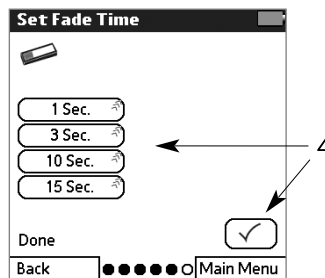 Set Fade Time
1 Sec.
3 Sec.
10 Sec.
15 Sec.
Done
Back
Main Menu